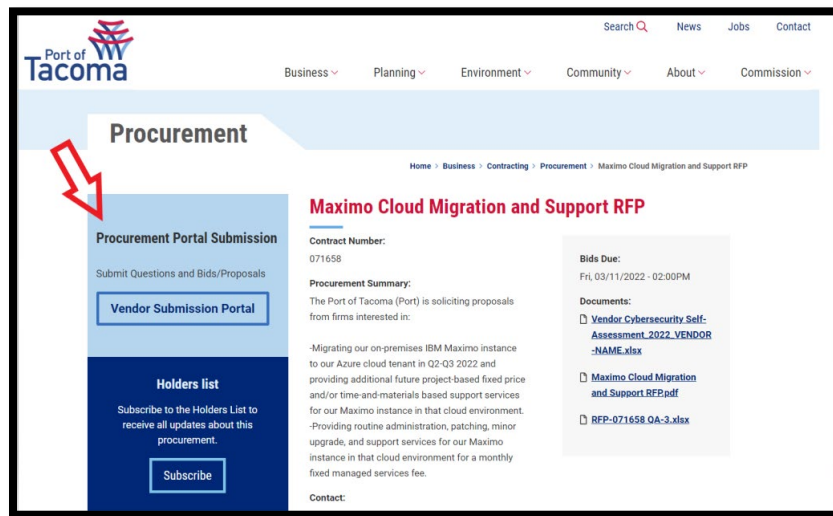 Port of
Tacoma
Search News Jobs Contact
Business Planning Environment Community About Commission
Procurement
Home > Business > Contracting > Procurement > Maximo Cloud Migration and Support RFP
Procurement Portal Submission
Submit Questions and Bids/Proposals
Vendor Submission Portal
Holders list
Subscribe to the Holders List to
receive all updates about this
procurement.
Subscribe
Maximo Cloud Migration and Support RFP
Contract Number:
071658
Procurement Summary:
The Port of Tacoma (Port) is soliciting proposals
from firms interested in:
-Migrating our on-premises IBM Maximo instance
to our Azure cloud tenant in Q2-Q3 2022 and
providing additional future project-based fixed price
and/or time-and-materials based support services
for our Maximo instance in that cloud environment.
-Providing routine administration, patching, minor
upgrade, and support services for our Maximo
instance in that cloud environment for a monthly
fixed managed services fee.
Contact:
Bids Due:
Fri, 03/11/2022 - 02:00PM
Documents:
Vendor Cybersecurity Self-
Assessment_2022_VENDOR
-NAME.xlsx
Maximo Cloud Migration
and Support RFP.pdf
RFP-071658 QA-3.xlsx